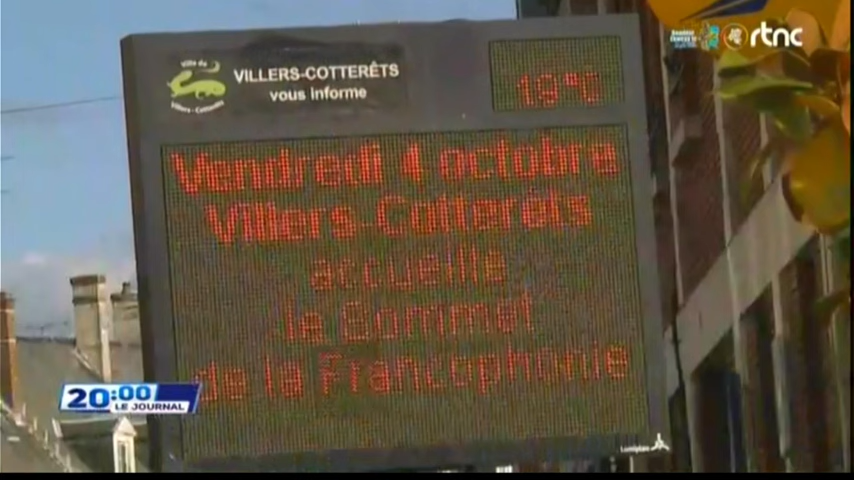 rtnc
Ville de
Villers-Cotterêts
VILLERS-COTTERÊTS
vous informe
19°C
Vendredi 4 octobre
Villers-Cotterêts
accueille
le Sommet
de la Francophonie
20:00
LE JOURNAL
Lumiplan